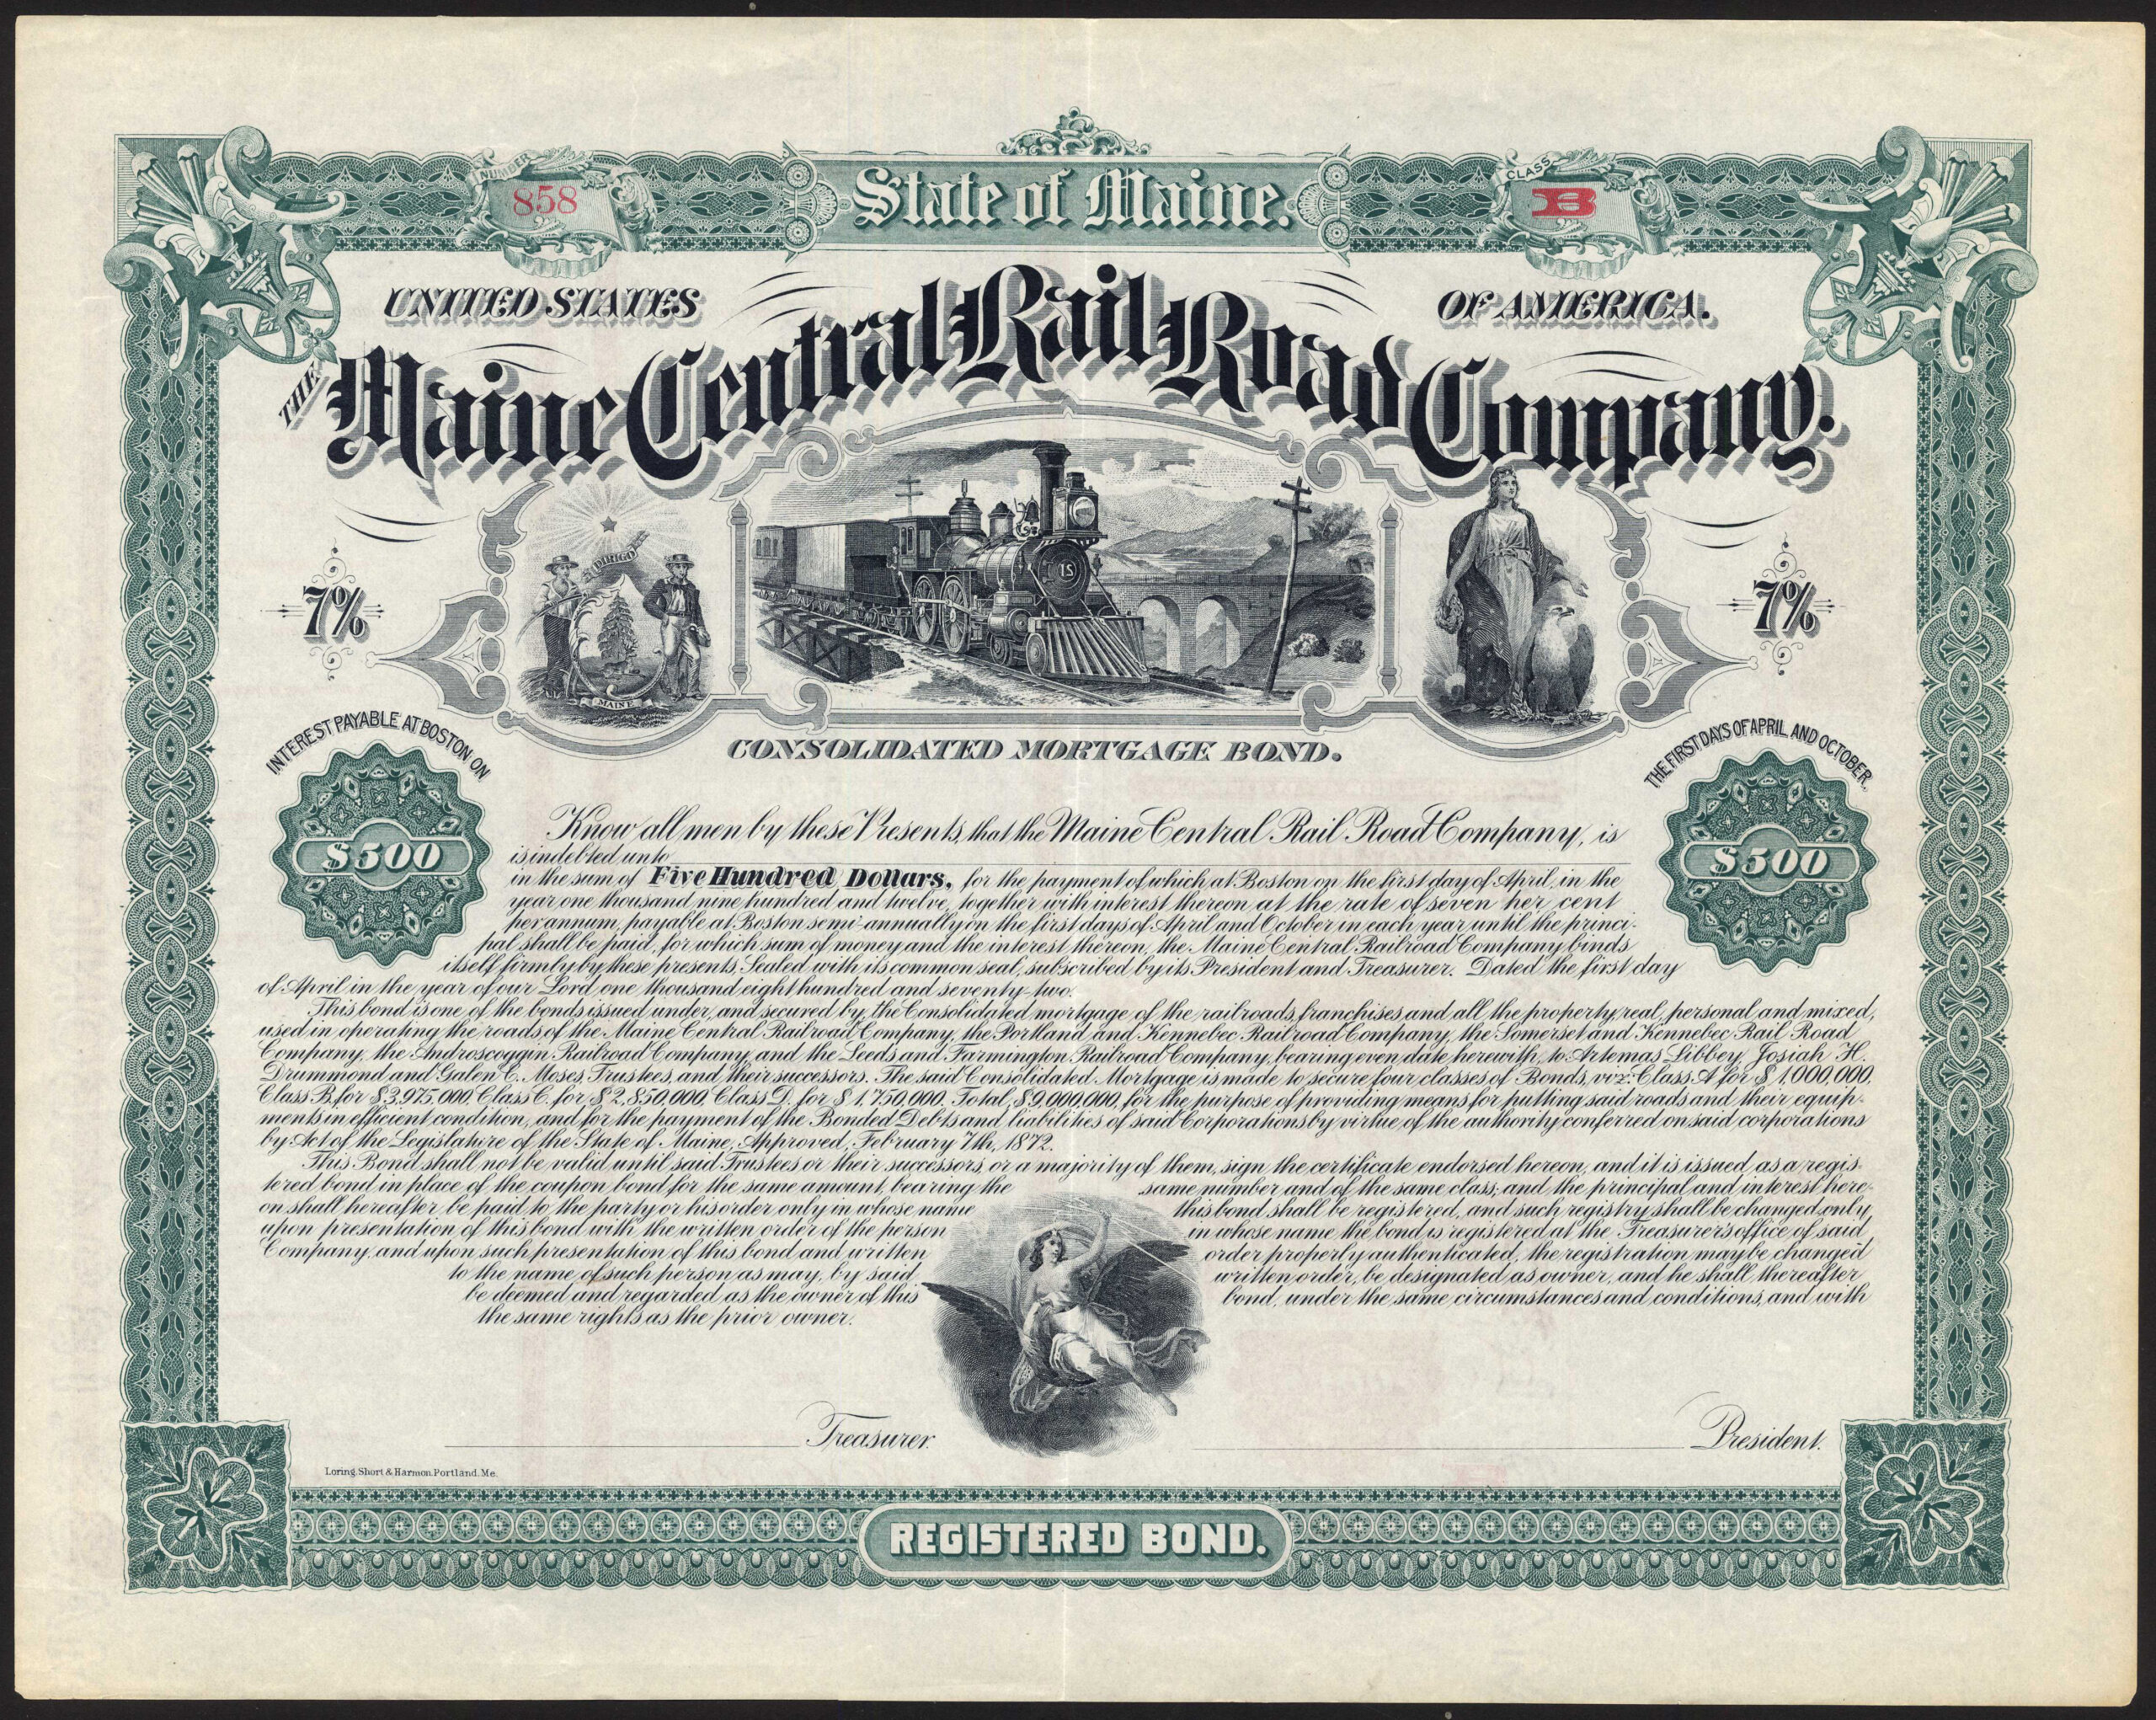 NUMBER
858
State of Maine.
CLASS
B
UNITED STATES
OF AMERICA.
THE Maine Central Rail Road Company.
DIRIGO
MAINE
18
7%
7%
INTEREST PAYABLE AT BOSTON ON
THE FIRST DAYS OF APRIL AND OCTOBER.
CONSOLIDATED MORTGAGE BOND.
$500
$500
Know all men by these Presents, that the Maine Central Rail Road Company, is
is indebted unto
in the sum of Five Hundred Dollars, for the payment of which at Boston on the first day of April, in the
year one thousand nine hundred and twelve, together with interest thereon at the rate of seven per cent
per annum, payable at Boston semi-annually on the first days of April and October in each year until the princi-
pal shall be paid, for which sum of money and the interest thereon, the Maine Central Railroad Company binds
itself firmly by these presents, Sealed with its common seal, subscribed by its President and Treasurer. Dated the first day
of April in the year of our Lord one thousand eight hundred and seventy-two.
This bond is one of the bonds issued under, and secured by, the Consolidated mortgage of the railroads, franchises and all the property, real, personal and mixed,
used in operating the roads of the Maine Central Railroad Company, the Portland and Kennebec Railroad Company, the Somerset and Kennebec Rail Road
Company, the Androscoggin Railroad Company, and the Leeds and Farmington Railroad Company, bearing even date herewith, to Artemas Libbey, Josiah H.
Drummond and Galen C. Moses, Trustees, and their successors. The said Consolidated Mortgage is made to secure four classes of Bonds, viz: Class A for $1,000,000.
Class B, for $3,975,000, Class C, for $2,850,000, Class D, for $1,750,000. Total, $9,000,000, for the purpose of providing means for putting said roads and their equip-
ments in efficient condition, and for the payment of the Bonded Debts and liabilities of said Corporations by virtue of the authority conferred on said corporations
by Act of the Legislature of the State of Maine, Approved, February 7th, 1872.
This Bond shall not be valid until said Trustees or their successors, or a majority of them, sign the certificate endorsed hereon, and it is issued as a regis-
tered bond in place of the coupon bond for the same amount, bearing the same number and of the same class; and the principal and interest here-
on shall hereafter be paid to the party or his order only in whose name this bond shall be registered, and such registry shall be changed only
upon presentation of this bond with the written order of the person in whose name the bond is registered at the Treasurer's office of said
Company, and upon such presentation of this bond and written order properly authenticated, the registration may be changed
to the name of such person as may, by said written order, be designated as owner, and he shall thereafter
be deemed and regarded as the owner of this bond, under the same circumstances and conditions, and with
the same rights as the prior owner.
Treasurer.
President.
Loring, Short & Harmon, Portland, Me.
REGISTERED BOND.